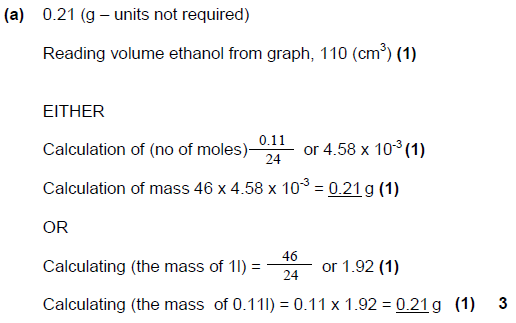 (a) 0.21 (g – units not required)
Reading volume ethanol from graph, 110 (cm³) (1)
EITHER
Calculation of (no of moles) 0.11/24 or 4.58 x 10⁻³ (1)
Calculation of mass 46 x 4.58 x 10⁻³ = 0.21 g (1)
OR
Calculating (the mass of 1l) = 46/24 or 1.92 (1)
Calculating (the mass of 0.11l) = 0.11 x 1.92 = 0.21 g (1) 3